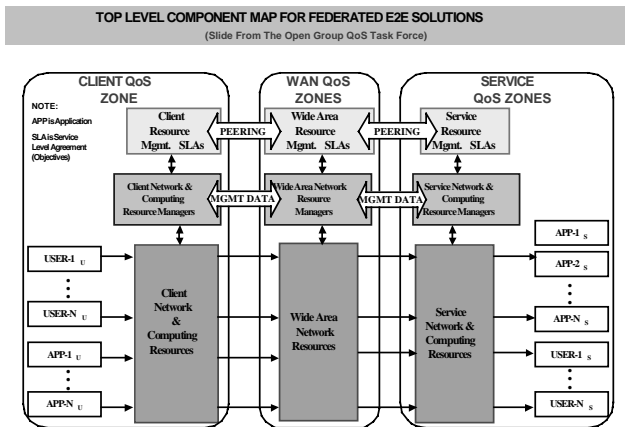 TOP LEVEL COMPONENT MAP FOR FEDERATED E2E SOLUTIONS
(Slide From The Open Group QoS Task Force)
CLIENT QoS
ZONE
WAN QoS
ZONES
SERVICE
QoS ZONES
NOTE:
APP is Application
SLA is Service
Level Agreement
(Objectives)
Client
Resource
Mgmt. SLAs
PEERING
Wide Area
Resource
Mgmt. SLAs
PEERING
Service
Resource
Mgmt. SLAs
Client Network &
Computing
Resource Managers
MGMT DATA
Wide Area Network
Resource
Managers
MGMT DATA
Service Network &
Computing
Resource Managers
USER-1 U
USER-N U
APP-1 U
APP-N U
Client
Network
&
Computing
Resources
Wide Area
Network
Resources
Service
Network &
Computing
Resources
APP-1 S
APP-2 S
APP-N S
USER-1 S
USER-N S